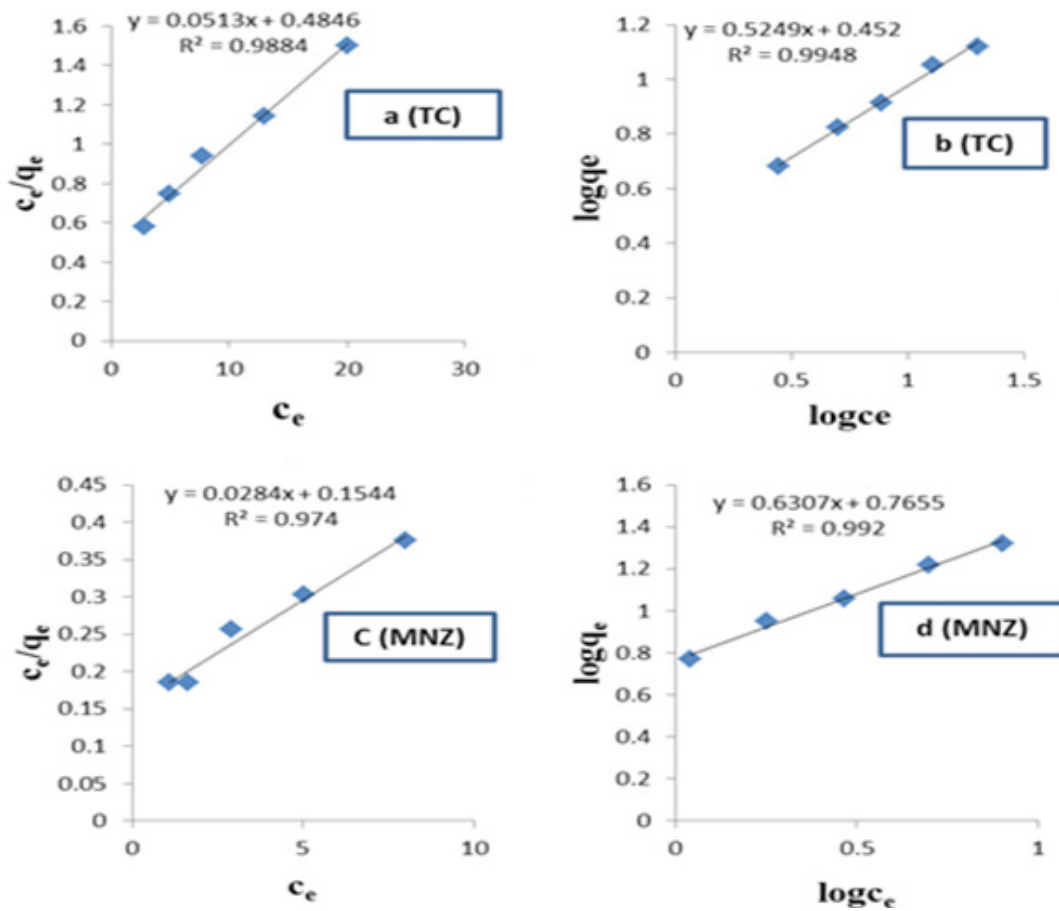 y = 0.0513x + 0.4846
R² = 0.9884
1.6
1.4
1.2
1
0.8
0.6
0.4
0.2
0
cₑ/qₑ
a (TC)
0 10 20 30
cₑ
y = 0.5249x + 0.452
R² = 0.9948
1.2
1
0.8
0.6
0.4
0.2
0
logqe
b (TC)
0 0.5 1 1.5
logce
y = 0.0284x + 0.1544
R² = 0.974
0.45
0.4
0.35
0.3
0.25
0.2
0.15
0.1
0.05
0
cₑ/qₑ
C (MNZ)
0 5 10
cₑ
y = 0.6307x + 0.7655
R² = 0.992
1.6
1.4
1.2
1
0.8
0.6
0.4
0.2
0
logqₑ
d (MNZ)
0 0.5 1
logcₑ